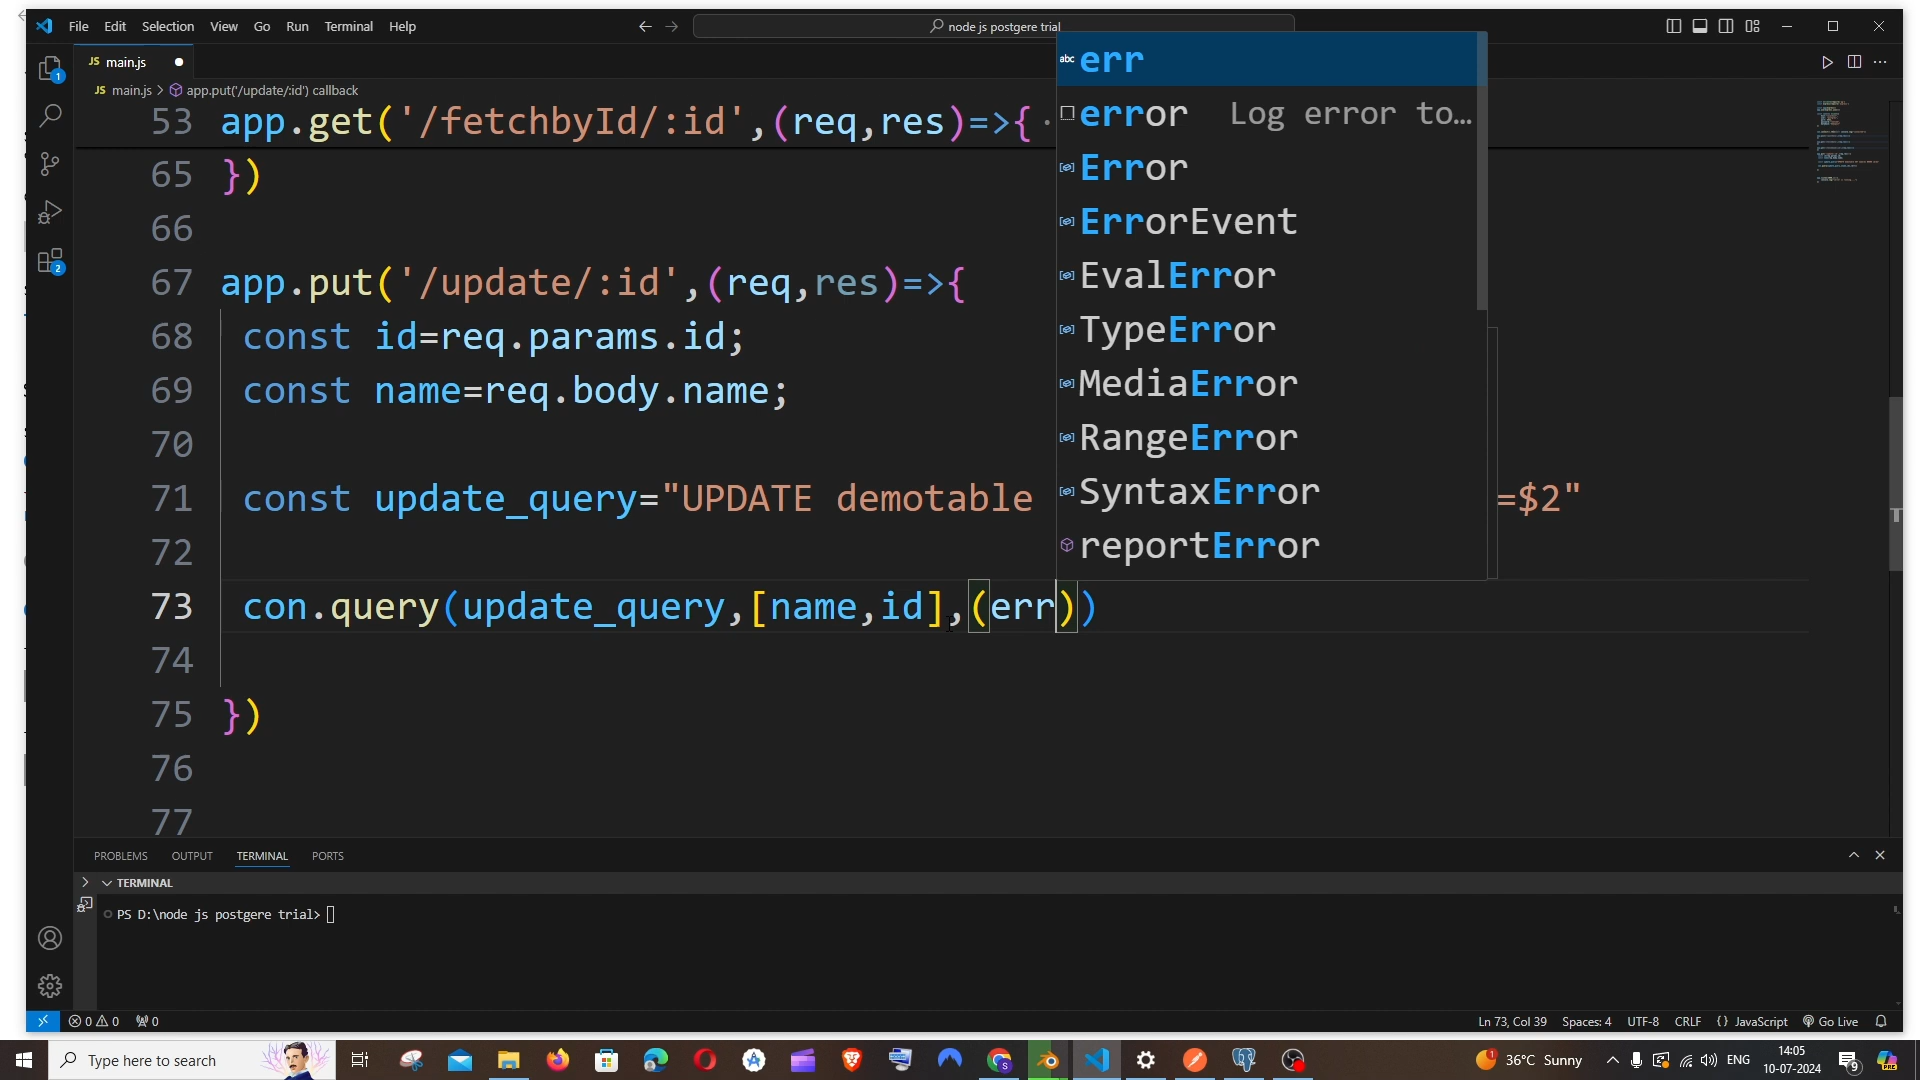 File Edit Selection View Go Run Terminal Help
node js postgere trial
JS main.js
JS main.js > app.put('/update/:id') callback
53 app.get('/fetchbyId/:id',(req,res)=>{
65 })
66
67 app.put('/update/:id',(req,res)=>{
68 const id=req.params.id;
69 const name=req.body.name;
70
71 const update_query="UPDATE demotable =$2"
72
73 con.query(update_query,[name,id],(err))
74
75 })
76
77
abc err
error Log error to…
Error
ErrorEvent
EvalError
TypeError
MediaError
RangeError
SyntaxError
reportError
PROBLEMS OUTPUT TERMINAL PORTS
TERMINAL
PS D:\node js postgere trial>
0 0 0 Ln 73, Col 39 Spaces: 4 UTF-8 CRLF {} JavaScript Go Live
Type here to search
36°C Sunny
ENG
14:05
10-07-2024